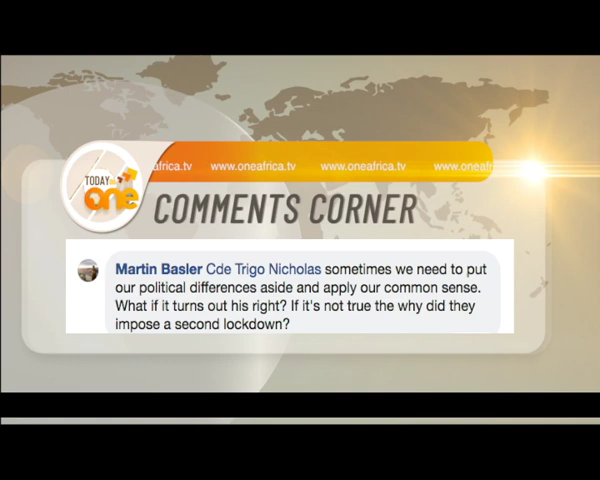 africa.tv www.oneafrica.tv www.oneafrica.tv www.oneafri
TODAY
one
COMMENTS CORNER
Martin Basler Cde Trigo Nicholas sometimes we need to put
our political differences aside and apply our common sense.
What if it turns out his right? If it's not true the why did they
impose a second lockdown?